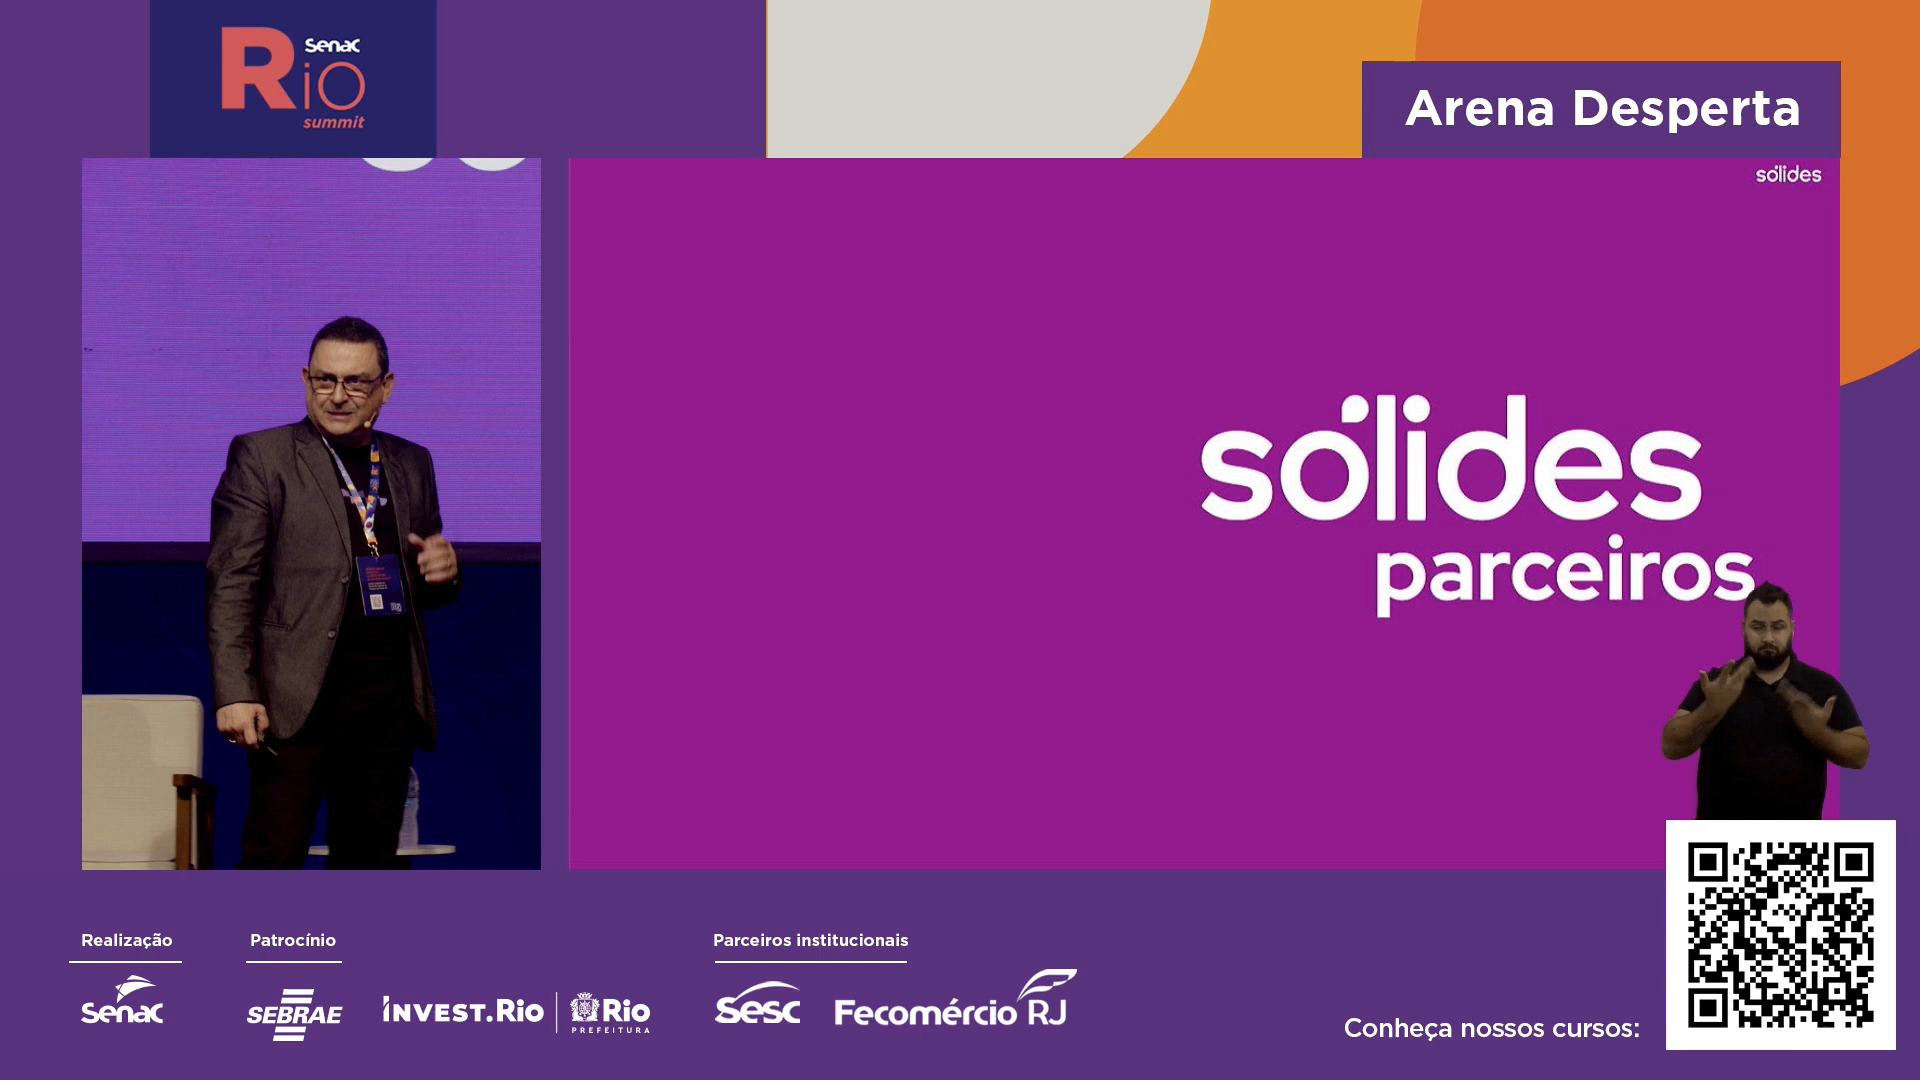 Senac
Rio
summit
Arena Desperta
sólides
sólides
parceiros
Realização
Patrocínio
Parceiros institucionais
Senac
SEBRAE
INVEST.Rio
Rio
PREFEITURA
Sesc
Fecomércio RJ
Conheça nossos cursos: